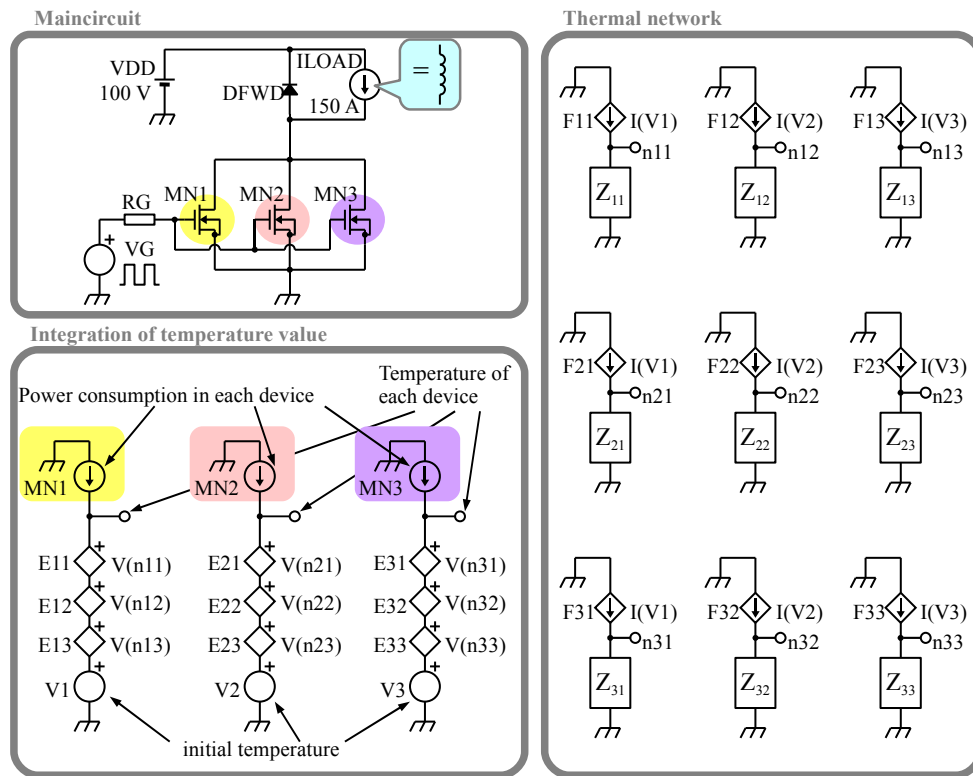 Maincircuit
VDD
100 V
ILOAD
=
DFWD
150 A
MN1
MN2
MN3
RG
VG
Integration of temperature value
Power consumption in each device
Temperature of
each device
MN1
MN2
MN3
E11
V(n11)
E21
V(n21)
E31
V(n31)
E12
V(n12)
E22
V(n22)
E32
V(n32)
E13
V(n13)
E23
V(n23)
E33
V(n33)
V1
V2
V3
initial temperature
Thermal network
F11
I(V1)
F12
I(V2)
F13
I(V3)
n11
n12
n13
Z11
Z12
Z13
F21
I(V1)
F22
I(V2)
F23
I(V3)
n21
n22
n23
Z21
Z22
Z23
F31
I(V1)
F32
I(V2)
F33
I(V3)
n31
n32
n33
Z31
Z32
Z33